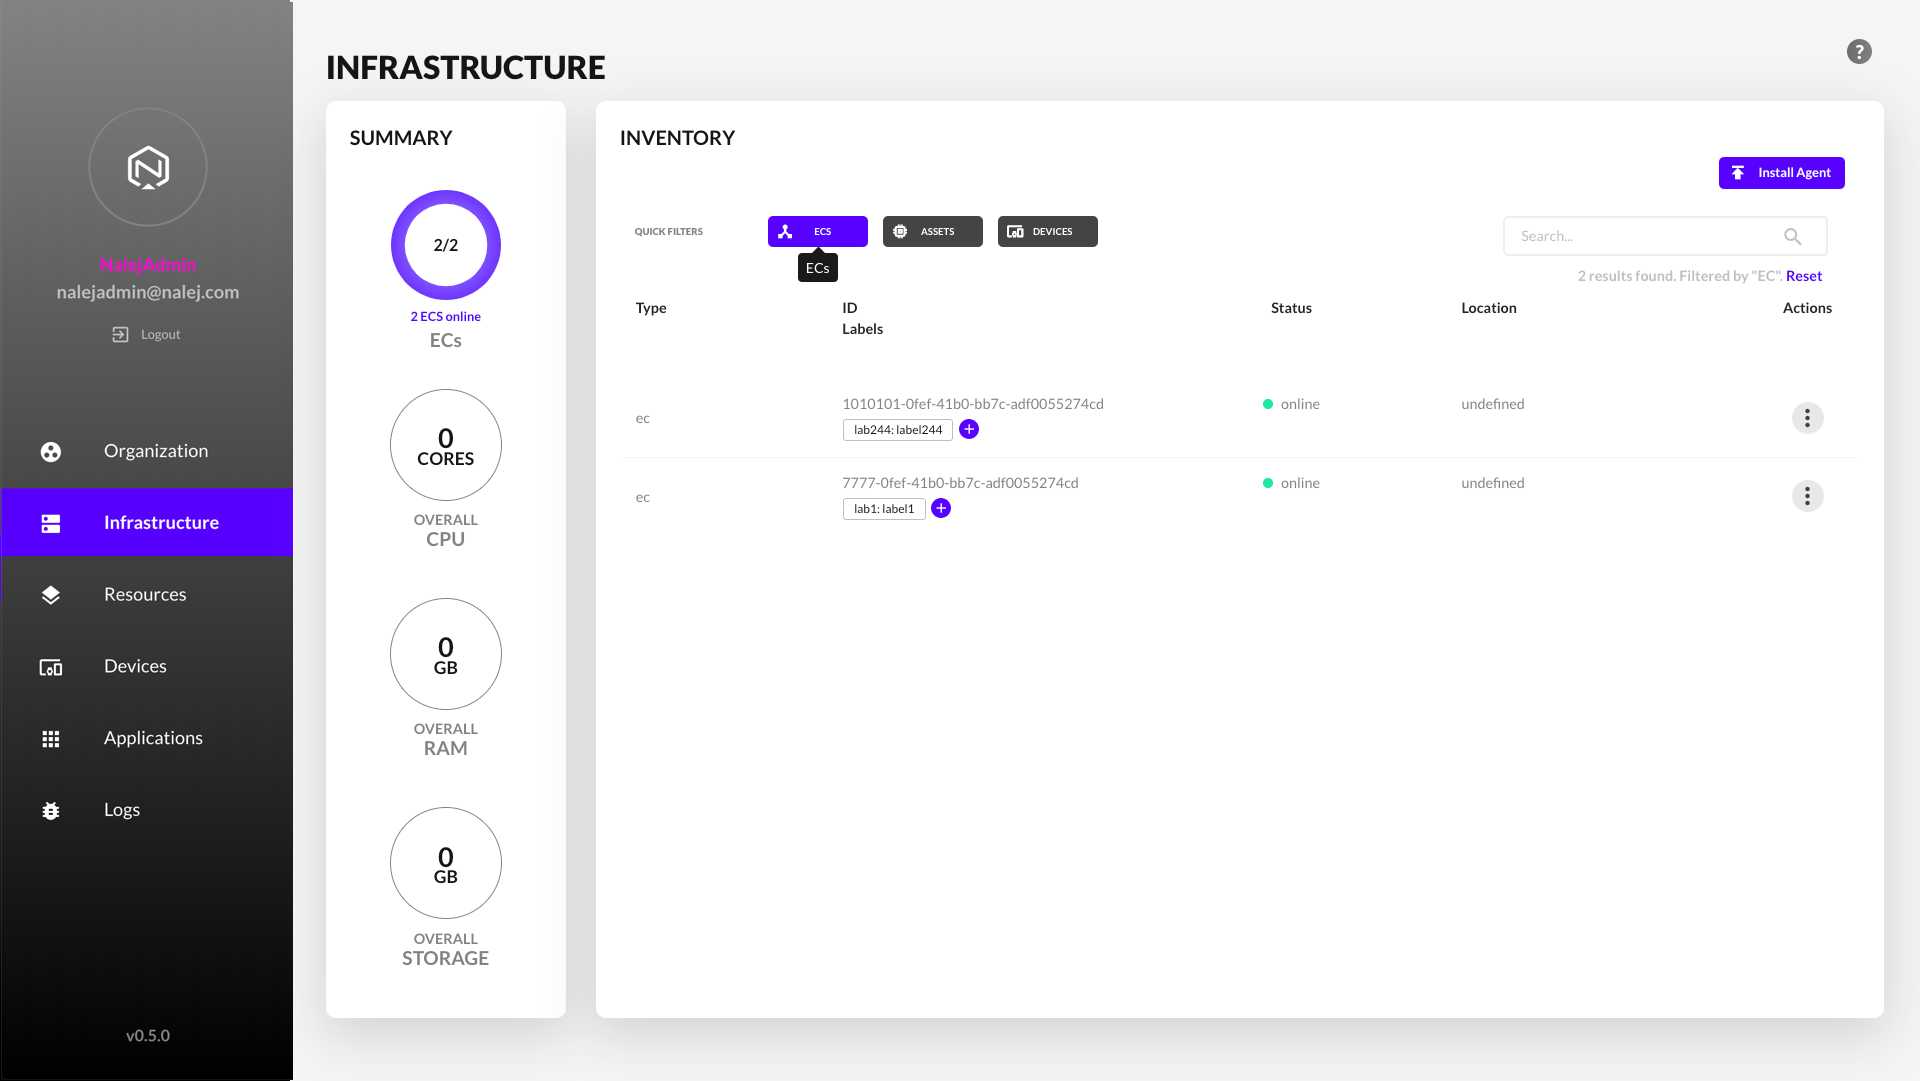 NalejAdmin
nalejadmin@nalej.com
Logout
Organization
Infrastructure
Resources
Devices
Applications
Logs
v0.5.0
INFRASTRUCTURE
?
SUMMARY
2/2
2 ECS online
ECs
0
CORES
OVERALL
CPU
0
GB
OVERALL
RAM
0
GB
OVERALL
STORAGE
INVENTORY
Install Agent
QUICK FILTERS
ECS
ASSETS
DEVICES
Search...
ECs
2 results found. Filtered by "EC". Reset
Type
ID
Labels
Status
Location
Actions
ec
1010101-0fef-41b0-bb7c-adf0055274cd
lab244: label244
online
undefined
ec
7777-0fef-41b0-bb7c-adf0055274cd
lab1: label1
online
undefined